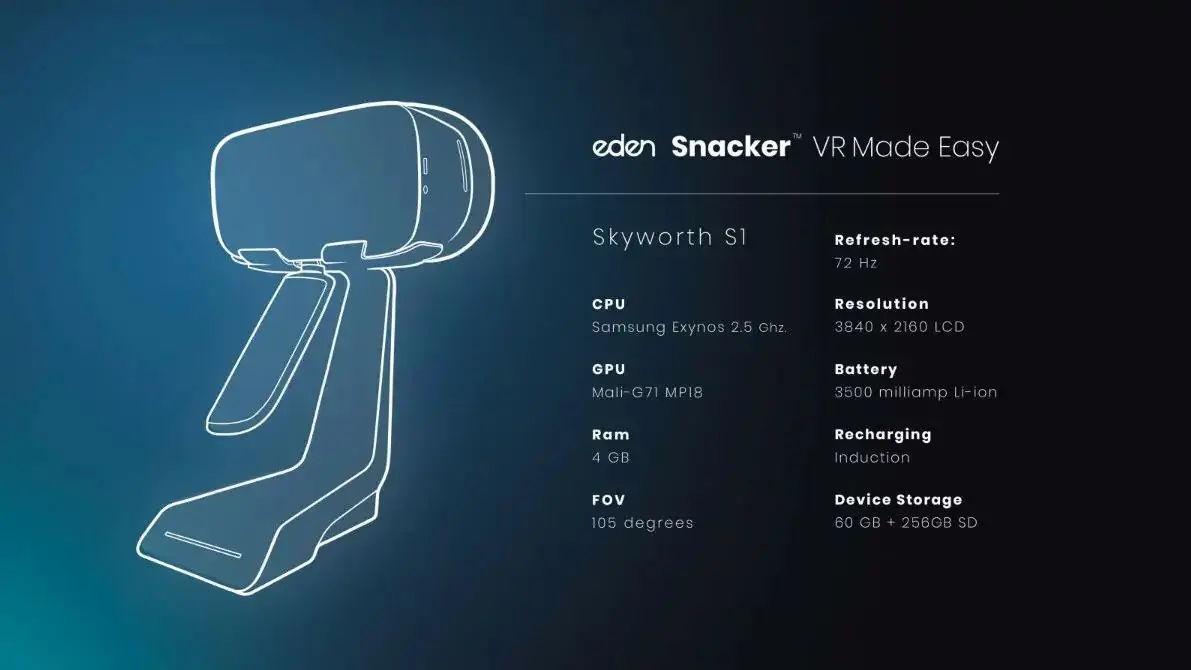 eden Snacker™ VR Made Easy
Skyworth S1
CPU
Samsung Exynos 2.5 Ghz.
GPU
Mali-G71 MP18
Ram
4 GB
FOV
105 degrees
Refresh-rate:
72 Hz
Resolution
3840 x 2160 LCD
Battery
3500 milliamp Li-ion
Recharging
Induction
Device Storage
60 GB + 256GB SD